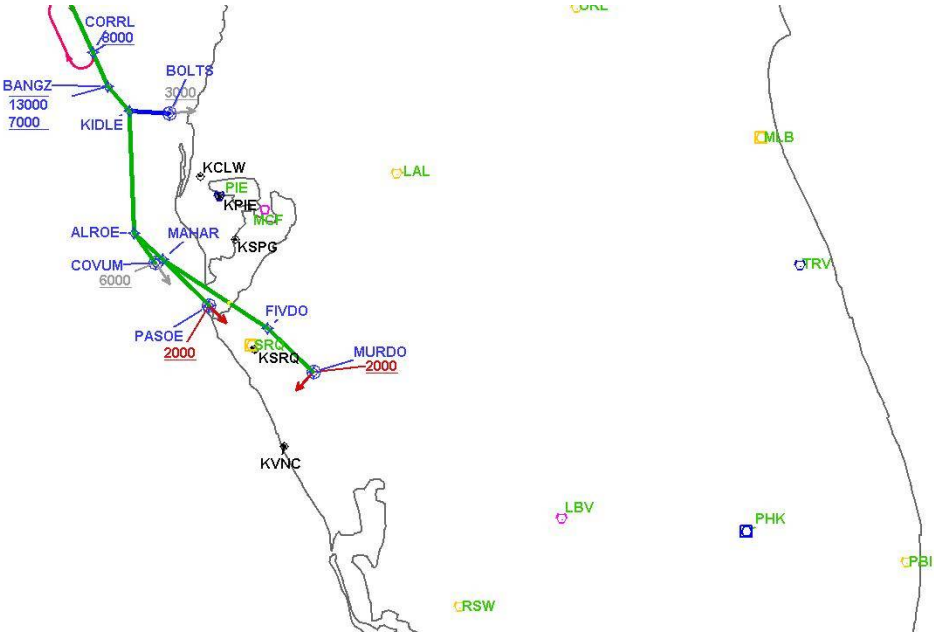 ORL
CORRL
8000
BOLTS
3000
BANGZ
13000
7000
KIDLE
MLB
KCLW
LAL
PIE
KPIE
MCF
ALROE
MAHAR
KSPG
COVUM
6000
TRV
FIVDO
PASOE
2000
SRQ
KSRQ
MURDO
2000
KVNC
LBV
PHK
PBI
RSW